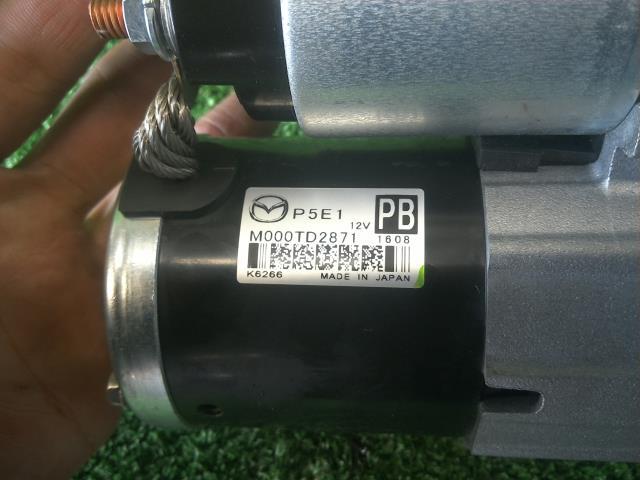 P5E1 12V PB
M000TD2871 1608
K6266 MADE IN JAPAN